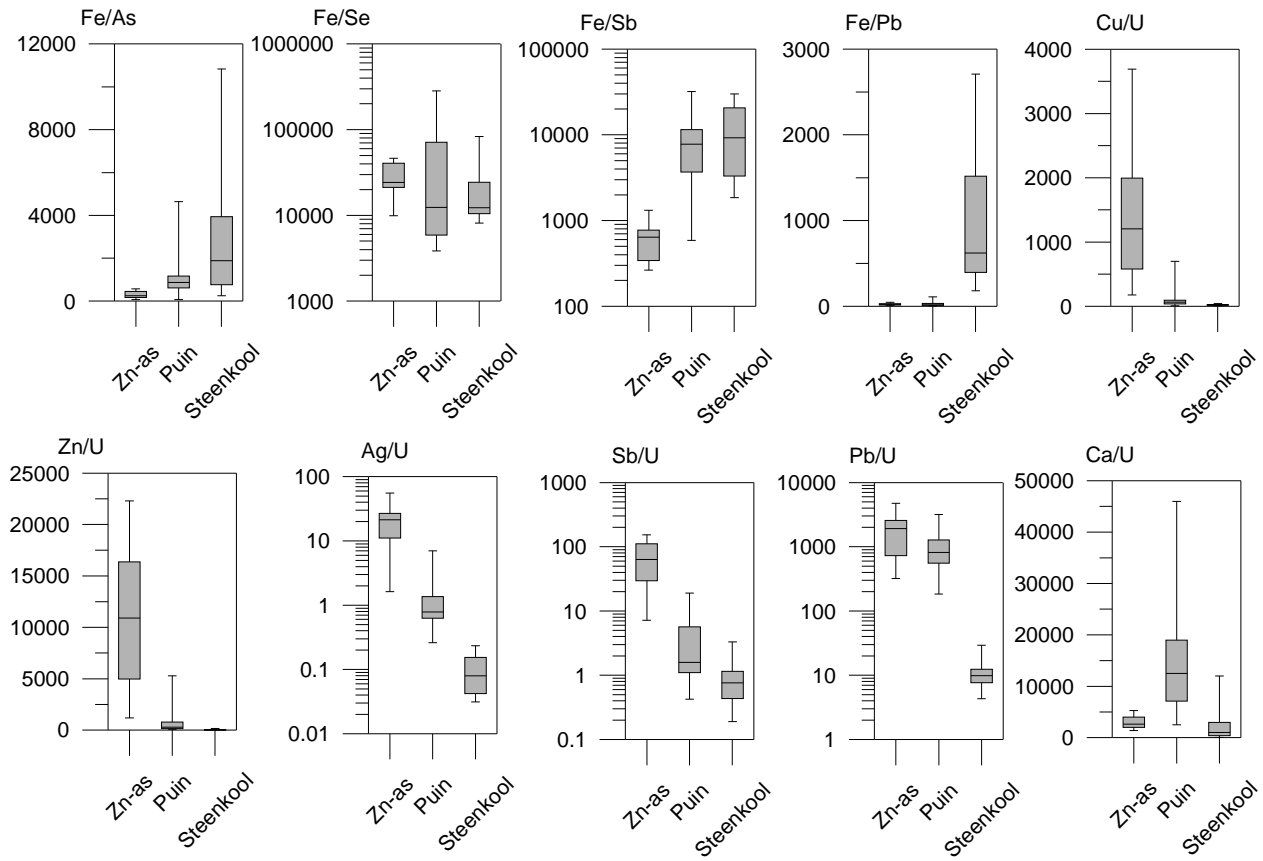 Fe/As
12000
8000
4000
0
Zn-as
Puin
Steenkool
Fe/Se
1000000
100000
10000
1000
Zn-as
Puin
Steenkool
Fe/Sb
100000
10000
1000
100
Zn-as
Puin
Steenkool
Fe/Pb
3000
2000
1000
0
Zn-as
Puin
Steenkool
Cu/U
4000
3000
2000
1000
0
Zn-as
Puin
Steenkool
Zn/U
25000
20000
15000
10000
5000
0
Zn-as
Puin
Steenkool
Ag/U
100
10
1
0.1
0.01
Zn-as
Puin
Steenkool
Sb/U
1000
100
10
1
0.1
Zn-as
Puin
Steenkool
Pb/U
10000
1000
100
10
1
Zn-as
Puin
Steenkool
Ca/U
50000
40000
30000
20000
10000
0
Zn-as
Puin
Steenkool